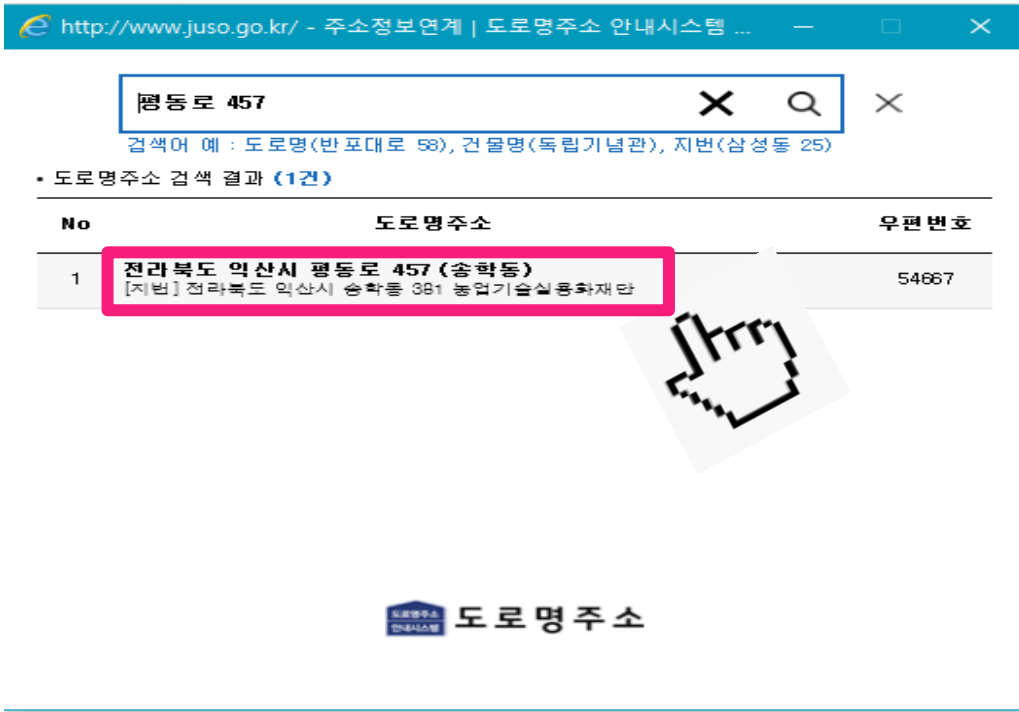 http://www.juso.go.kr/ - 주소정보연계 | 도로명주소 안내시스템 ...
평동로 457
검색어 예 : 도로명(반포대로 58), 건물명(독립기념관), 지번(삼성동 25)
• 도로명주소 검색 결과 (1건)
No 도로명주소 우편번호
1 전라북도 익산시 평동로 457 (송학동) 54667
[지번] 전라북도 익산시 송학동 381 농업기술실용화재단
도로명주소 안내시스템 도로명주소